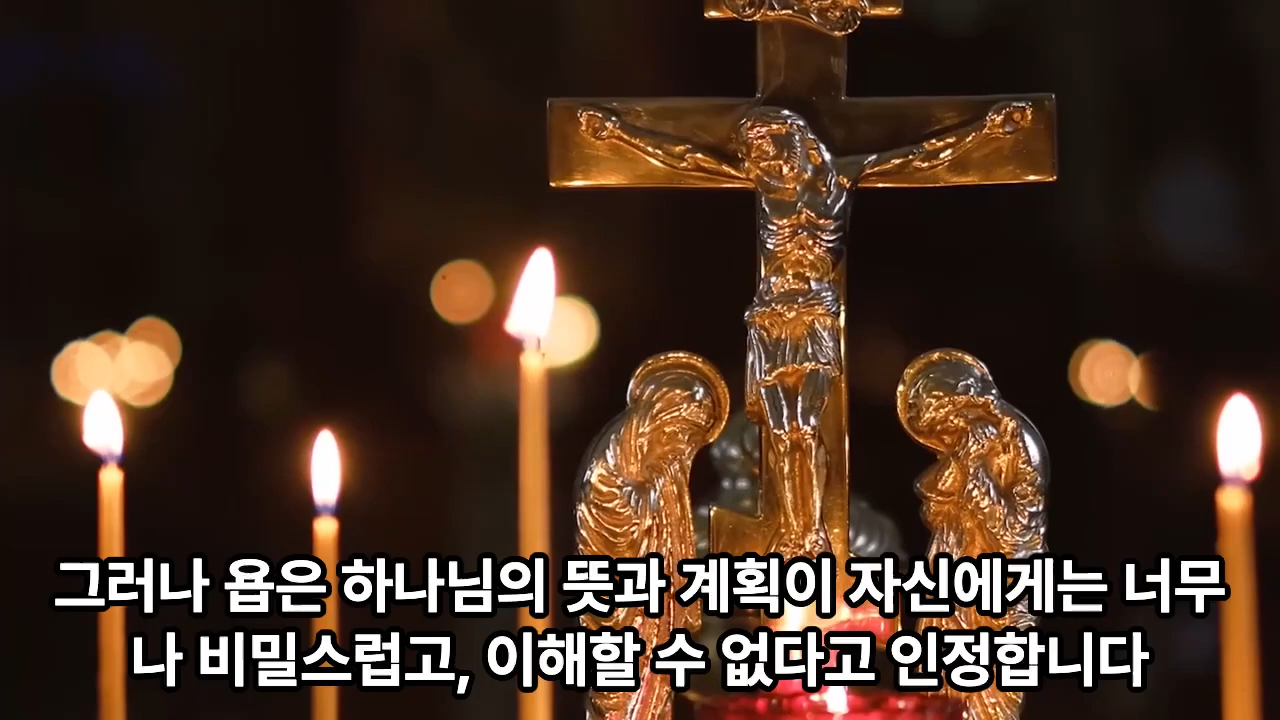 그러나 욥은 하나님의 뜻과 계획이 자신에게는 너무
나 비밀스럽고, 이해할 수 없다고 인정합니다